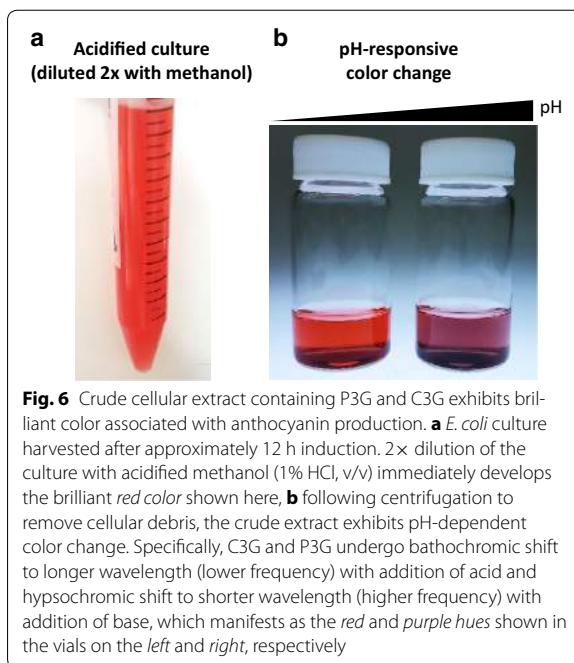 a
Acidified culture
(diluted 2x with methanol)
b
pH-responsive
color change
pH
Fig. 6 Crude cellular extract containing P3G and C3G exhibits bril-
liant color associated with anthocyanin production. a E. coli culture
harvested after approximately 12 h induction. 2× dilution of the
culture with acidified methanol (1% HCl, v/v) immediately develops
the brilliant red color shown here, b following centrifugation to
remove cellular debris, the crude extract exhibits pH-dependent
color change. Specifically, C3G and P3G undergo bathochromic shift
to longer wavelength (lower frequency) with addition of acid and
hypsochromic shift to shorter wavelength (higher frequency) with
addition of base, which manifests as the red and purple hues shown in
the vials on the left and right, respectively